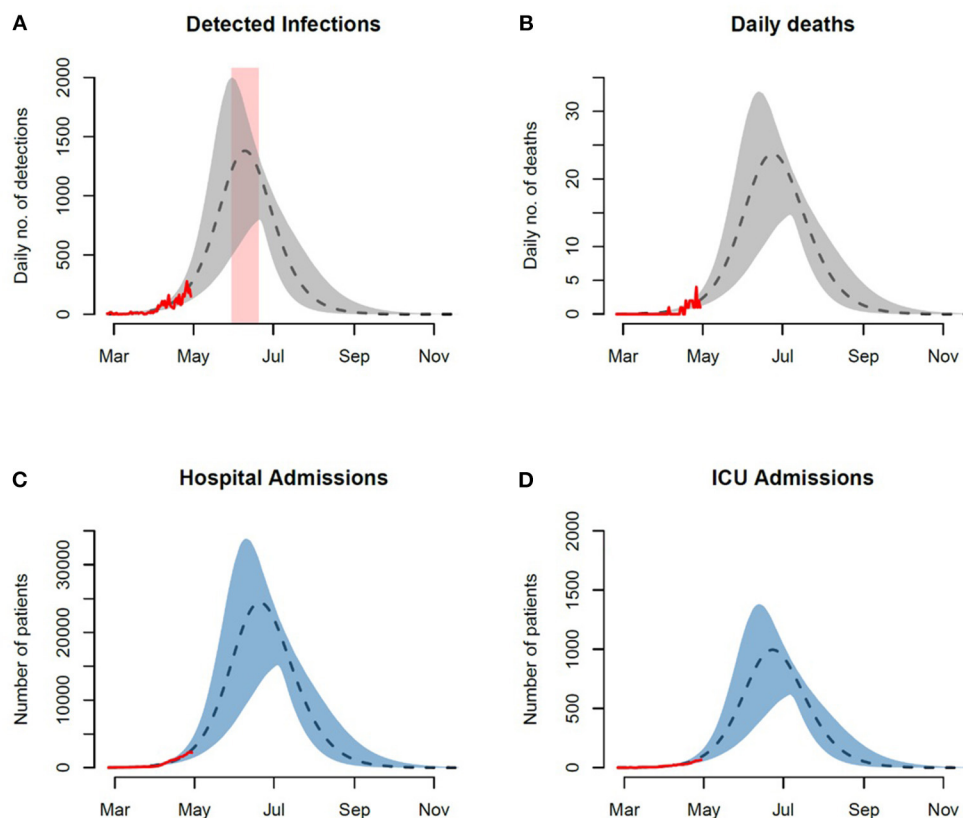 A
Detected Infections
Daily no. of detections
2000
1500
1000
500
0
Mar May Jul Sep Nov
B
Daily deaths
Daily no. of deaths
30
20
10
5
0
Mar May Jul Sep Nov
C
Hospital Admissions
Number of patients
30000
20000
10000
0
Mar May Jul Sep Nov
D
ICU Admissions
Number of patients
2000
1500
1000
500
0
Mar May Jul Sep Nov